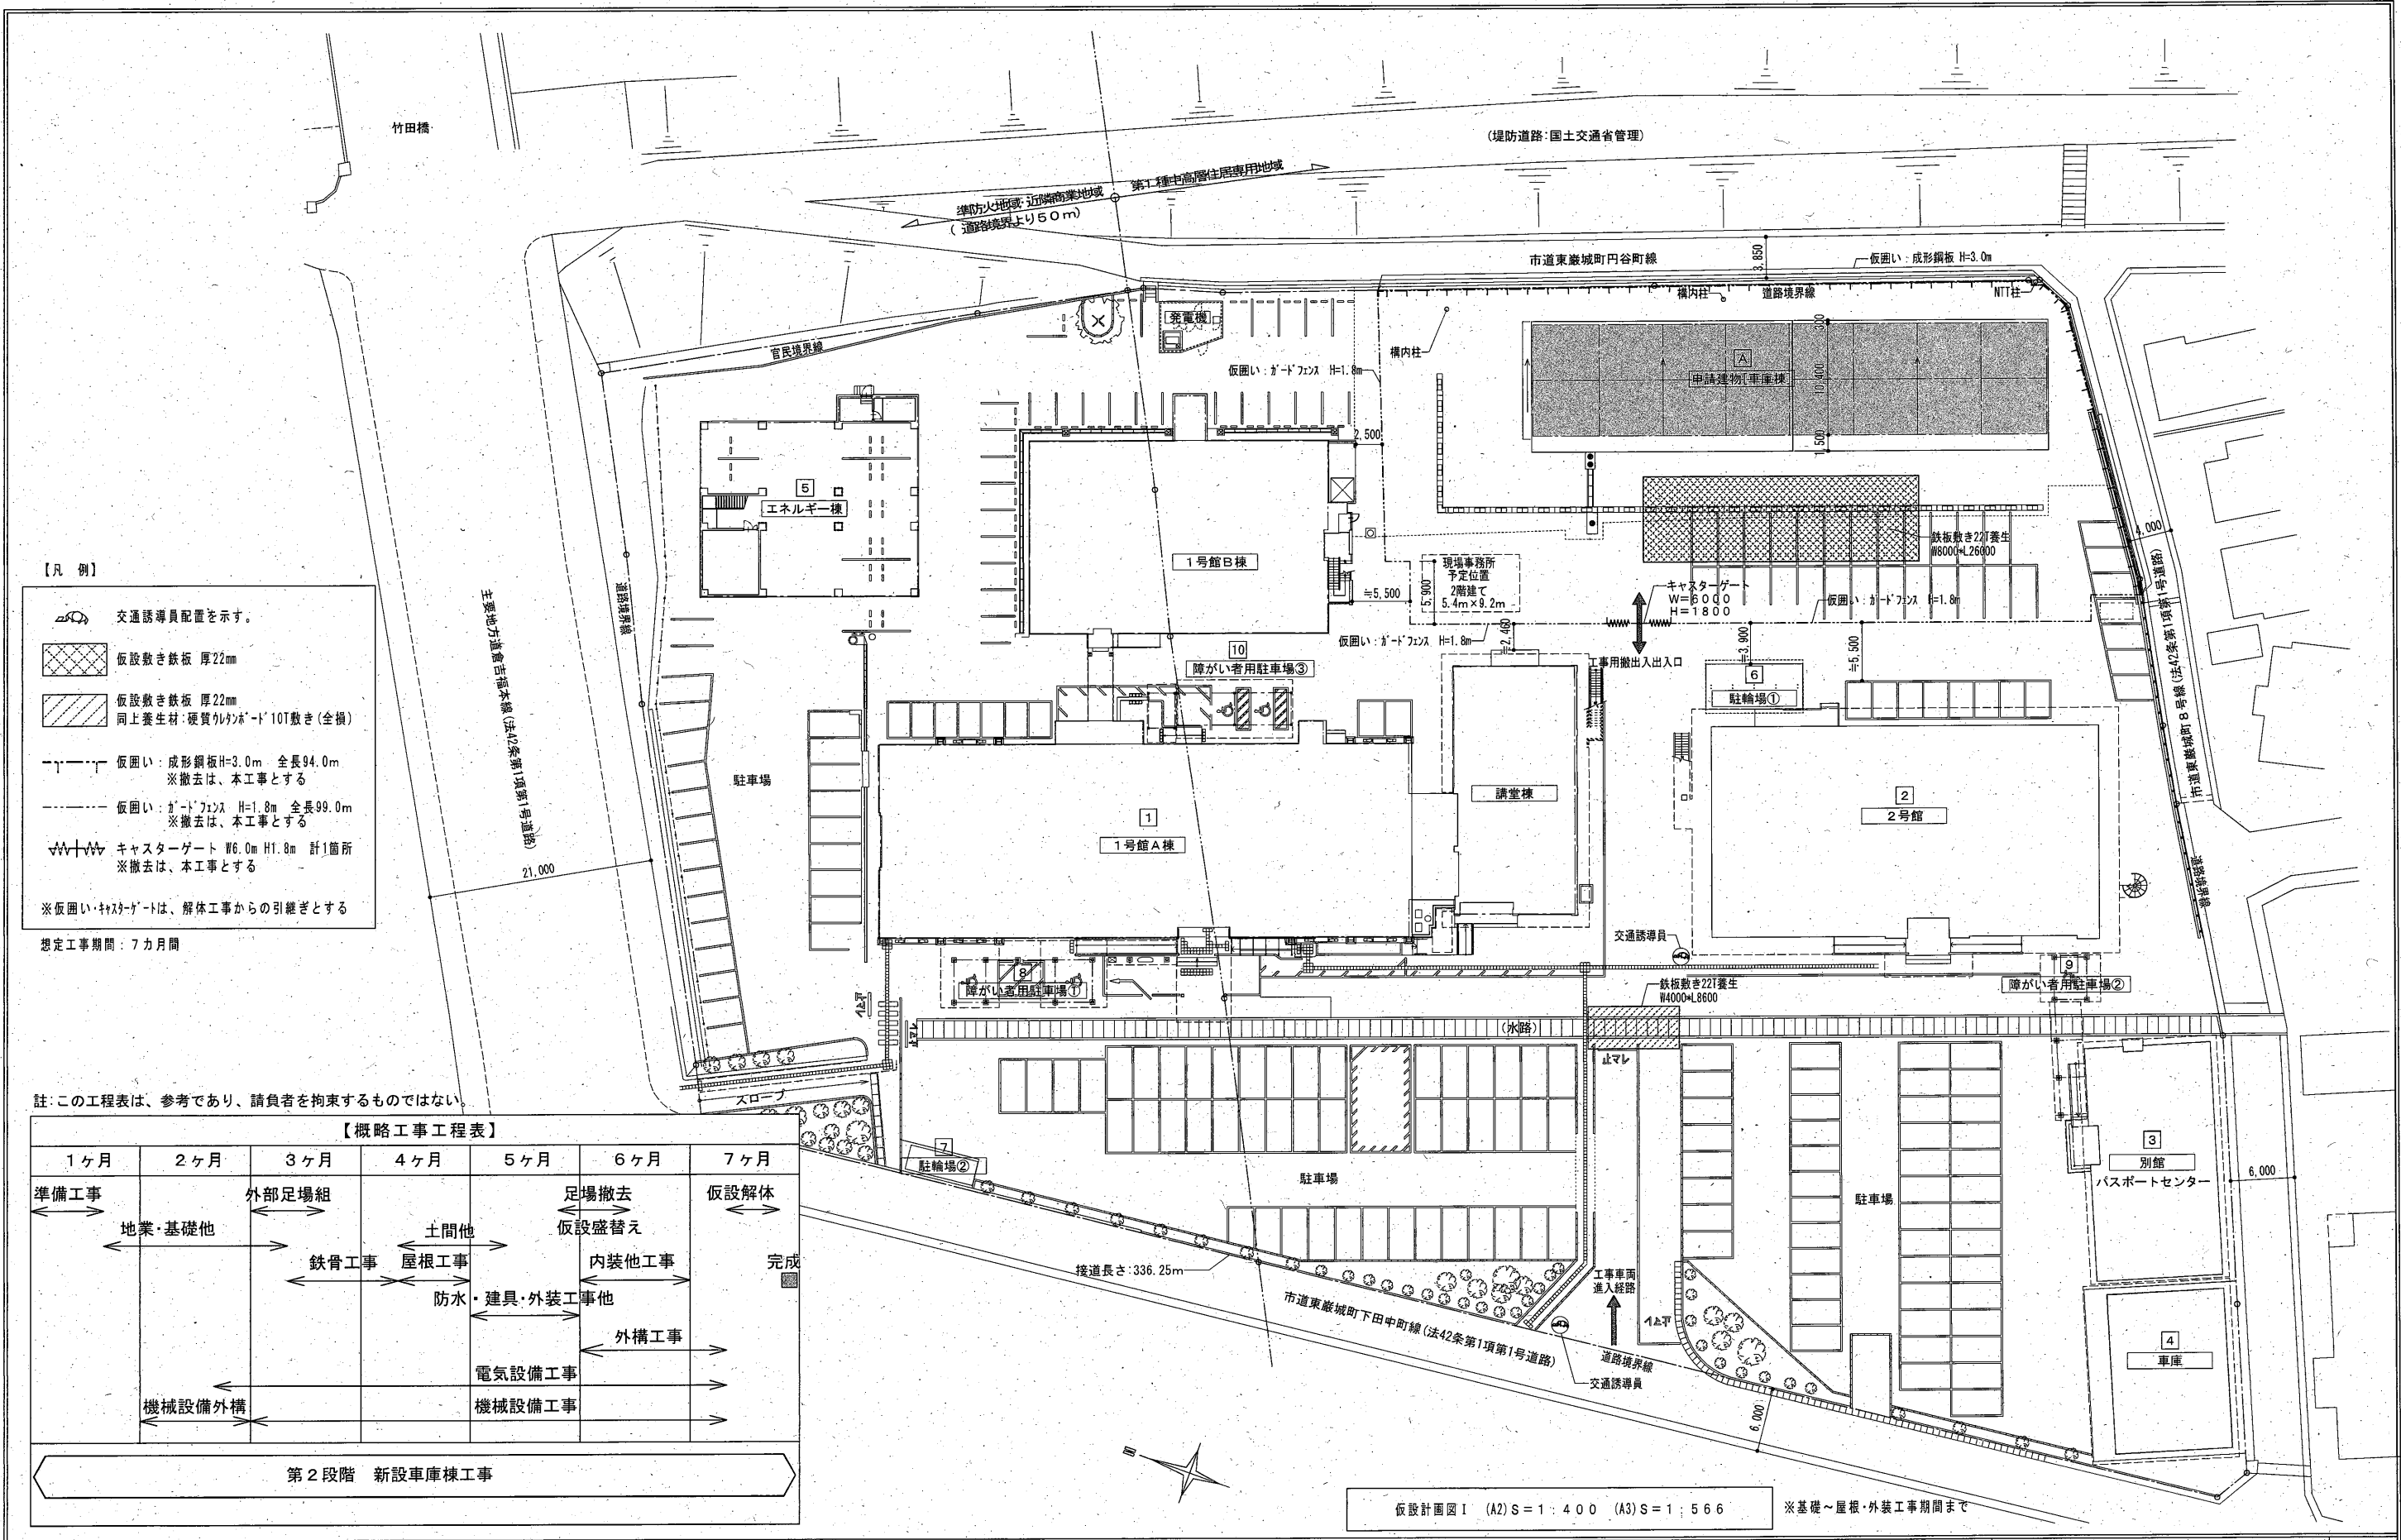 竹田橋
(堤防道路:国土交通省管理)
準防火地域・近隣商業地域
第1種中高層住居専用地域
(道路境界より50m)
市道東巌城町円谷町線
3,850
仮囲い:成形鋼板 H=3.0m
構内柱
道路境界線
NTT柱
発電機
官民境界線
構内柱
仮囲い:ガードフェンス H=1.8m
A
申請建物[車庫棟]
300
10,400
1,500
2,500
5
エネルギー棟
1号館B棟
≒5,500
5,900
現場事務所
予定位置
2階建て
5.4m×9.2m
鉄板敷き22T養生
W8000*L26000
キャスターゲート
W=6000
H=1800
仮囲い:ガードフェンス H=1.8m
仮囲い:ガードフェンス H=1.8m
≒2,460
≒3,900
≒5,500
工事用搬出入出入口
4,000
市道東巌城町8号線(法42条第1項第1号道路)
道路境界線
主要地方道倉吉福本線(法42条第1項第1号道路)
道路境界線
21,000
駐車場
10
障がい者用駐車場③
6
駐輪場①
講堂棟
1
1号館A棟
2
2号館
交通誘導員
8
障がい者用駐車場①
9
障がい者用駐車場②
鉄板敷き22T養生
W4000*L8600
(水路)
止マレ
止マレ
止マレ
スロープ
7
駐輪場②
駐車場
駐車場
3
別館
パスポートセンター
6,000
4
車庫
接道長さ:336.25m
市道東巌城町下田中町線(法42条第1項第1号道路)
工事車両
進入経路
止マレ
道路境界線
交通誘導員
6,000
【凡 例】
交通誘導員配置を示す。
仮設敷き鉄板 厚22mm
仮設敷き鉄板 厚22mm
同上養生材:硬質ウレタンボード10T敷き(全損)
仮囲い:成形鋼板H=3.0m 全長94.0m
※撤去は、本工事とする
仮囲い:ガードフェンス H=1.8m 全長99.0m
※撤去は、本工事とする
キャスターゲート W6.0m H1.8m 計1箇所
※撤去は、本工事とする
※仮囲い・キャスターゲートは、解体工事からの引継ぎとする
想定工事期間:7カ月間
註:この工程表は、参考であり、請負者を拘束するものではない。
【概略工事工程表】
1ヶ月 2ヶ月 3ヶ月 4ヶ月 5ヶ月 6ヶ月 7ヶ月
準備工事 外部足場組 足場撤去 仮設解体
地業・基礎他 土間他 仮設盛替え
鉄骨工事 屋根工事 内装他工事 完成
防水・建具・外装工事他
外構工事
電気設備工事
機械設備外構 機械設備工事
第2段階 新設車庫棟工事
仮設計画図Ⅰ (A2)S=1:400 (A3)S=1:566
※基礎~屋根・外装工事期間まで